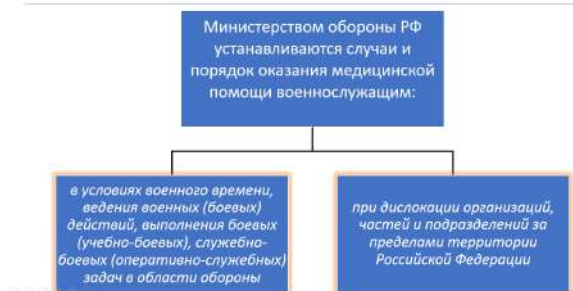 Министерством обороны РФ
устанавливаются случаи и
порядок оказания медицинской
помощи военнослужащим:
в условиях военного времени,
ведения военных (боевых)
действий, выполнения боевых
(учебно-боевых), служебно-
боевых (оперативно-служебных)
задач в области обороны
при дислокации организаций,
частей и подразделений за
пределами территории
Российской Федерации